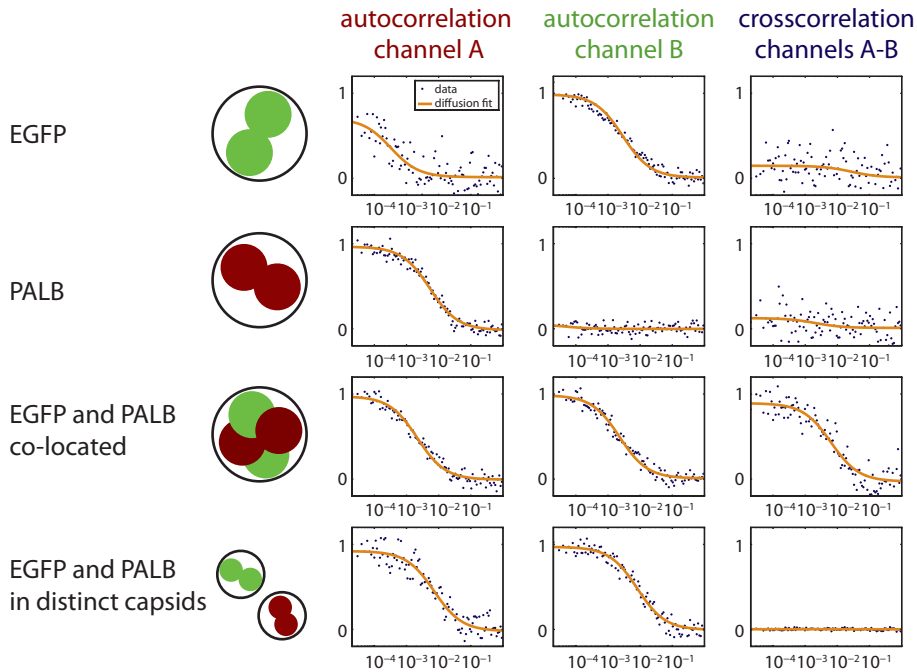 autocorrelation channel A
autocorrelation channel B
crosscorrelation channels A-B
EGFP
1
0
data
diffusion fit
10⁻⁴ 10⁻³ 10⁻² 10⁻¹
1
0
10⁻⁴ 10⁻³ 10⁻² 10⁻¹
1
0
10⁻⁴ 10⁻³ 10⁻² 10⁻¹
PALB
1
0
10⁻⁴ 10⁻³ 10⁻² 10⁻¹
1
0
10⁻⁴ 10⁻³ 10⁻² 10⁻¹
1
0
10⁻⁴ 10⁻³ 10⁻² 10⁻¹
EGFP and PALB
co-located
1
0
10⁻⁴ 10⁻³ 10⁻² 10⁻¹
1
0
10⁻⁴ 10⁻³ 10⁻² 10⁻¹
1
0
10⁻⁴ 10⁻³ 10⁻² 10⁻¹
EGFP and PALB
in distinct capsids
1
0
10⁻⁴ 10⁻³ 10⁻² 10⁻¹
1
0
10⁻⁴ 10⁻³ 10⁻² 10⁻¹
1
0
10⁻⁴ 10⁻³ 10⁻² 10⁻¹